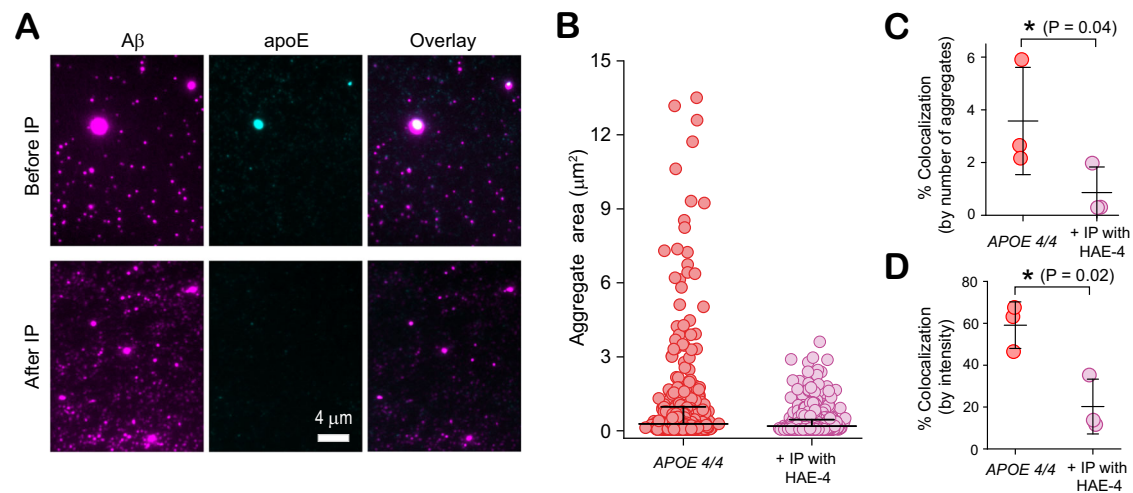 A
Aβ
apoE
Overlay
Before IP
After IP
4 μm
B
Aggregate area (μm²)
15
12
9
6
3
0
APOE 4/4
+ IP with
HAE-4
C
* (P = 0.04)
% Colocalization
(by number of aggregates)
6
4
2
0
APOE 4/4
+ IP with
HAE-4
D
* (P = 0.02)
% Colocalization
(by intensity)
80
60
40
20
0
APOE 4/4
+ IP with
HAE-4